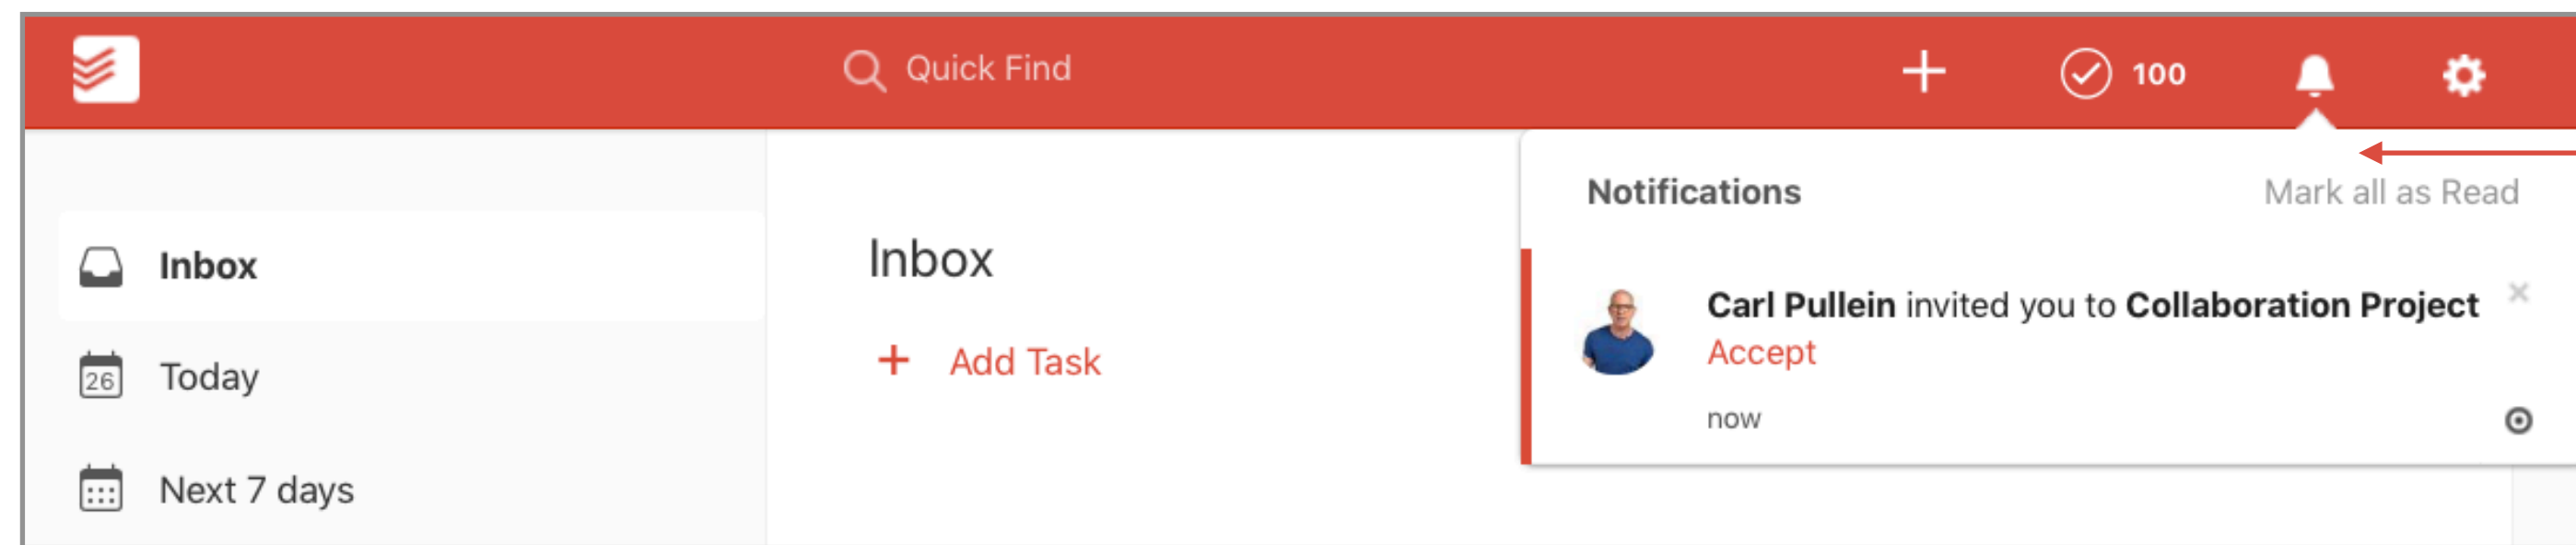 Quick Find
100
Notifications
Mark all as Read
Inbox
Inbox
Carl Pullein invited you to Collaboration Project
Accept
26
Today
Add Task
now
Next 7 days